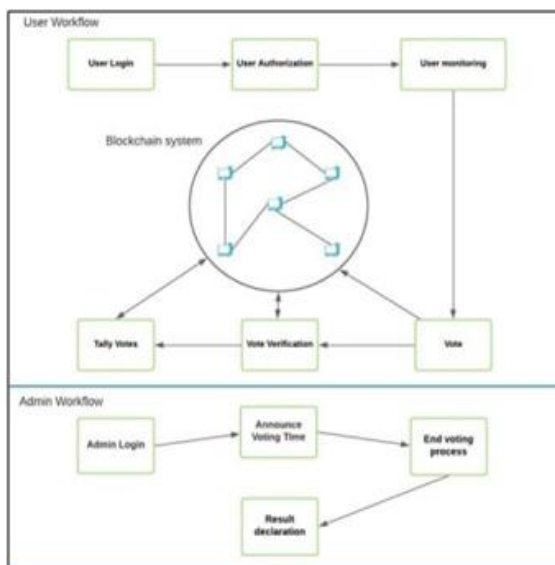 User Workflow
User Login
User Authorization
User monitoring
Blockchain system
Tally Votes
Vote Verification
Vote
Admin Workflow
Admin Login
Announce
Voting Time
End voting
process
Result
declaration